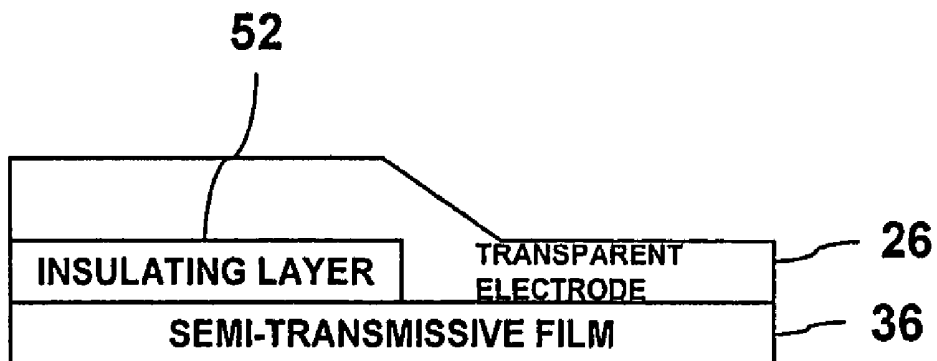 52
TRANSPARENT
ELECTRODE
26
INSULATING LAYER
SEMI-TRANSMISSIVE FILM
36